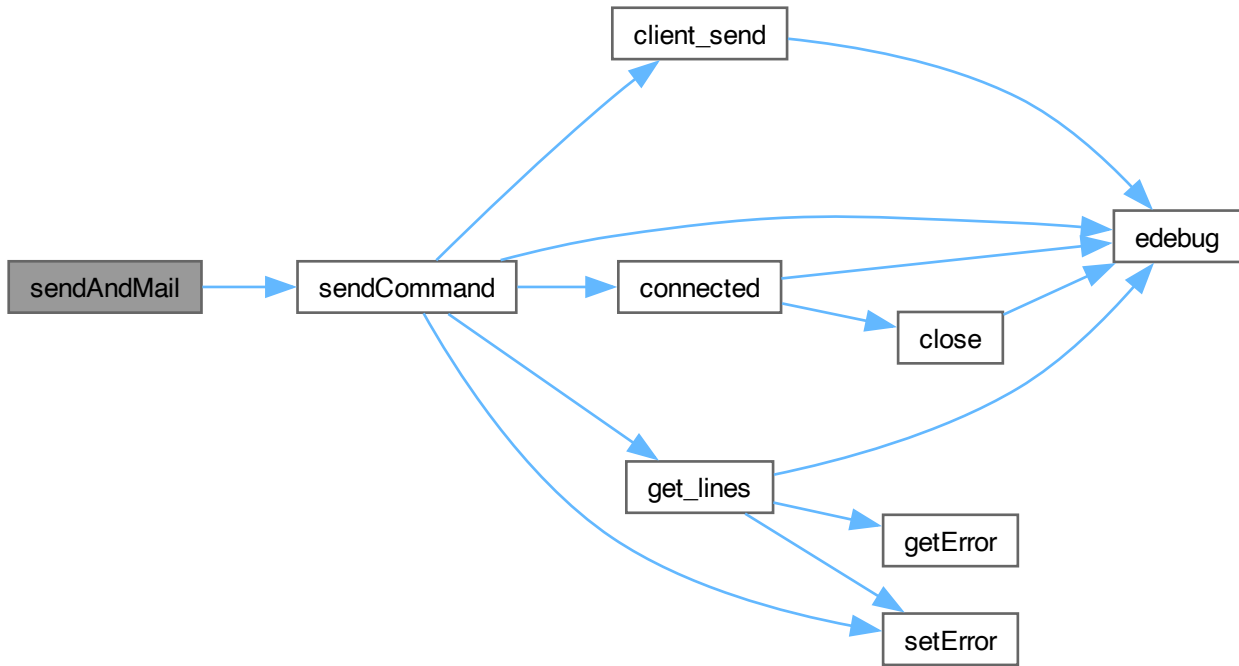 client_send
edebug
sendAndMail
sendCommand
connected
close
get_lines
getError
setError